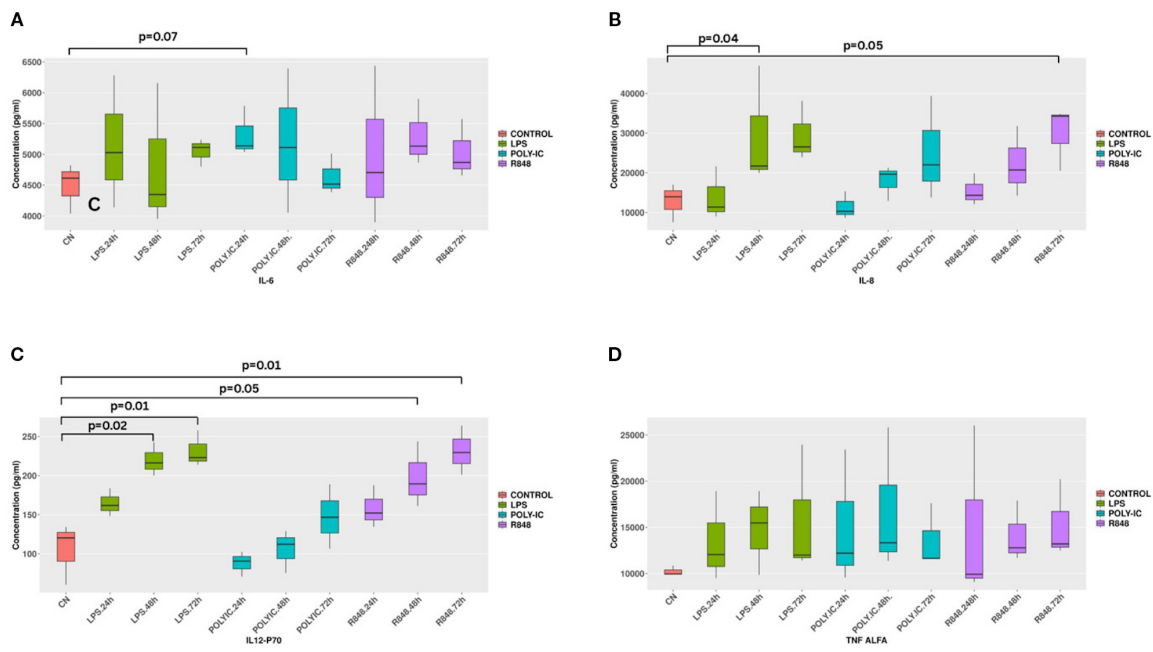 A
p=0.07
6500
6000
5500
5000
4500
4000
Concentration (pg/ml)
C
CONTROL
LPS
POLY-IC
R848
CN
LPS.24h
LPS.48h
LPS.72h
POLY.IC.24h
POLY.IC.48h.
POLY.IC.72h
R848.248h
R848.48h
R848.72h
IL-6
B
p=0.04
p=0.05
40000
30000
20000
10000
Concentration (pg/ml)
CONTROL
LPS
POLY-IC
R848
CN
LPS.24h
LPS.48h
LPS.72h
POLY.IC.24h
POLY.IC.48h.
POLY.IC.72h
R848.248h
R848.48h
R848.72h
IL-8
C
p=0.01
p=0.05
p=0.01
p=0.02
250
200
150
100
Concentration (pg/ml)
CONTROL
LPS
POLY-IC
R848
CN
LPS.24h
LPS.48h
LPS.72h
POLYIC.24h
POLYIC.48h
POLYIC.72h
R848.24h
R848.48h
R848.72h
IL12-P70
D
25000
20000
15000
10000
Concentration (pg/ml)
CONTROL
LPS
POLY-IC
R848
CN
LPS.24h
LPS.48h
LPS.72h
POLY.IC.24h
POLY.IC.48h.
POLY.IC.72h
R848.248h
R848.48h
R848.72h
TNF ALFA